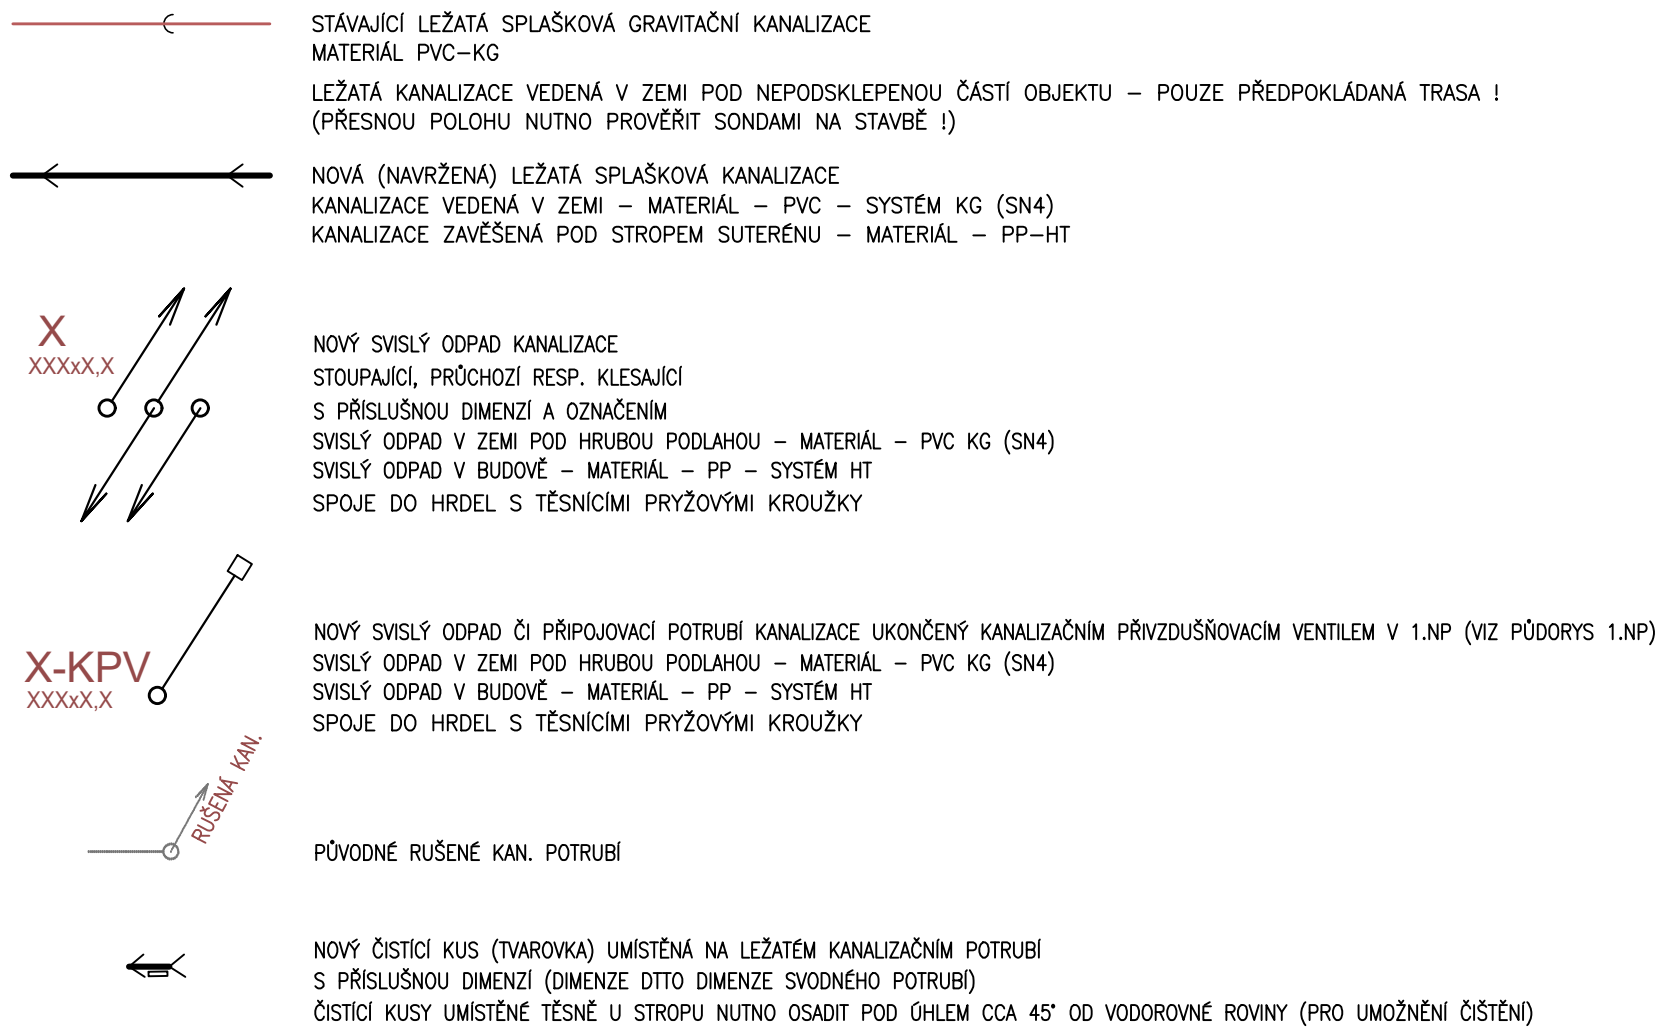 STÁVAJÍCÍ LEŽATÁ SPLAŠKOVÁ GRAVITAČNÍ KANALIZACE
MATERIÁL PVC-KG
LEŽATÁ KANALIZACE VEDENÁ V ZEMI POD NEPODSKLEPENOU ČÁSTÍ OBJEKTU – POUZE PŘEDPOKLÁDANÁ TRASA !
(PŘESNOU POLOHU NUTNO PROVĚŘIT SONDAMI NA STAVBĚ !)
NOVÁ (NAVRŽENÁ) LEŽATÁ SPLAŠKOVÁ KANALIZACE
KANALIZACE VEDENÁ V ZEMI – MATERIÁL – PVC – SYSTÉM KG (SN4)
KANALIZACE ZAVĚŠENÁ POD STROPEM SUTERÉNU – MATERIÁL – PP-HT
X
XXXxX,X
NOVÝ SVISLÝ ODPAD KANALIZACE
STOUPAJÍCÍ, PRŮCHOZÍ RESP. KLESAJÍCÍ
S PŘÍSLUŠNOU DIMENZÍ A OZNAČENÍM
SVISLÝ ODPAD V ZEMI POD HRUBOU PODLAHOU – MATERIÁL – PVC KG (SN4)
SVISLÝ ODPAD V BUDOVĚ – MATERIÁL – PP – SYSTÉM HT
SPOJE DO HRDEL S TĚSNÍCÍMI PRYŽOVÝMI KROUŽKY
X-KPV
XXXxX,X
NOVÝ SVISLÝ ODPAD ČI PŘIPOJOVACÍ POTRUBÍ KANALIZACE UKONČENÝ KANALIZAČNÍM PŘIVZDUŠŇOVACÍM VENTILEM V 1.NP (VIZ PŮDORYS 1.NP)
SVISLÝ ODPAD V ZEMI POD HRUBOU PODLAHOU – MATERIÁL – PVC KG (SN4)
SVISLÝ ODPAD V BUDOVĚ – MATERIÁL – PP – SYSTÉM HT
SPOJE DO HRDEL S TĚSNÍCÍMI PRYŽOVÝMI KROUŽKY
RUŠENÁ KAN.
PŮVODNÉ RUŠENÉ KAN. POTRUBÍ
NOVÝ ČISTÍCÍ KUS (TVAROVKA) UMÍSTĚNÁ NA LEŽATÉM KANALIZAČNÍM POTRUBÍ
S PŘÍSLUŠNOU DIMENZÍ (DIMENZE DTTO DIMENZE SVODNÉHO POTRUBÍ)
ČISTÍCÍ KUSY UMÍSTĚNÉ TĚSNĚ U STROPU NUTNO OSADIT POD ÚHLEM CCA 45° OD VODOROVNÉ ROVINY (PRO UMOŽNĚNÍ ČIŠTĚNÍ)